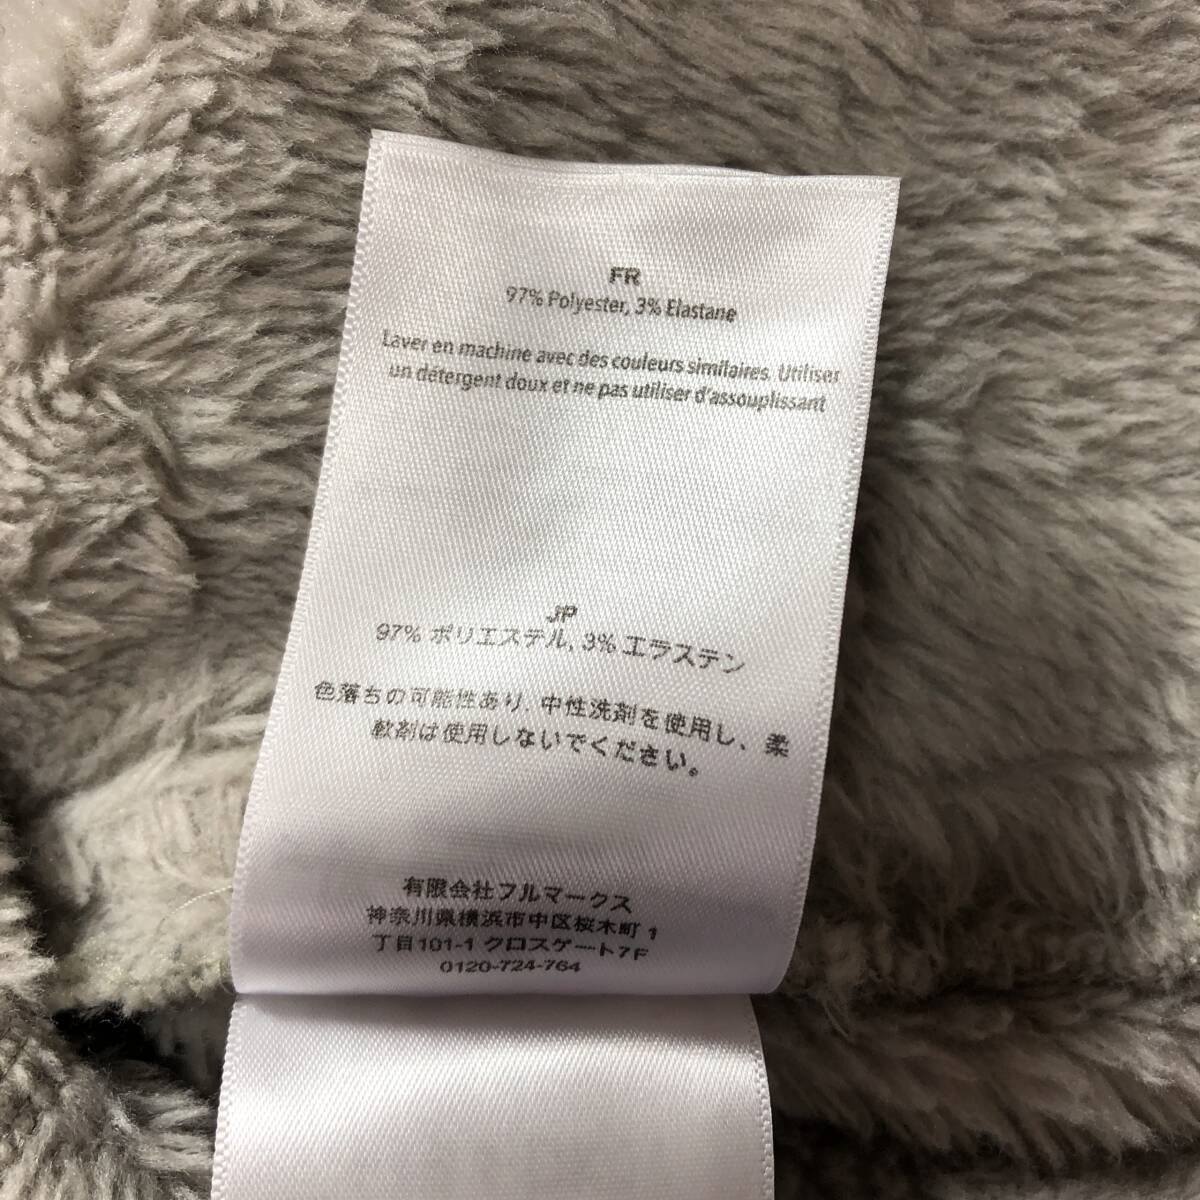 FR
97% Polyester, 3% Elastane
Laver en machine avec des couleurs similaires. Utiliser
un détergent doux et ne pas utiliser d'assouplissant
JP
97% ポリエステル, 3% エラステン
色落ちの可能性あり, 中性洗剤を使用し、柔
軟剤は使用しないでください。
有限会社フルマークス
神奈川県横浜市中区桜木町 1
丁目101-1 クロスゲート7F
0120-724-764